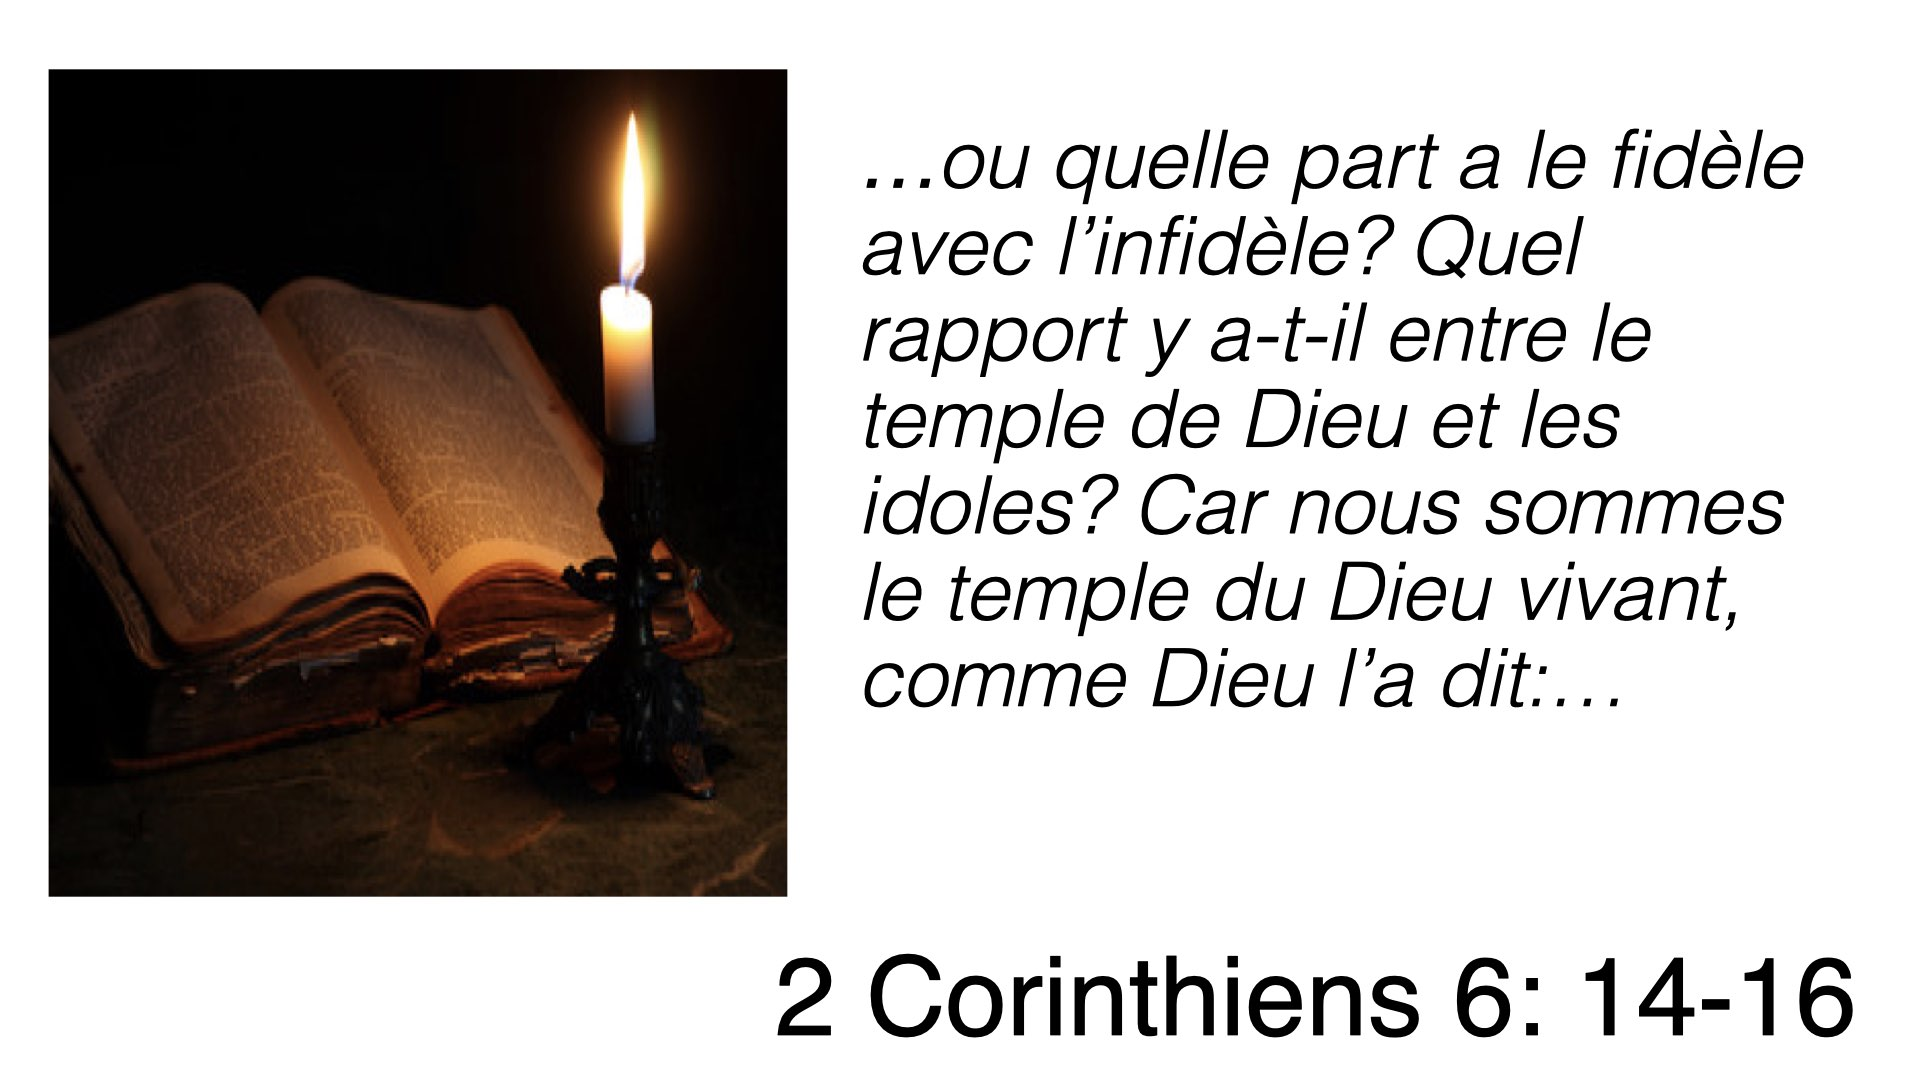 ...ou quelle part a le fidèle
avec l’infidèle? Quel
rapport y a-t-il entre le
temple de Dieu et les
idoles? Car nous sommes
le temple du Dieu vivant,
comme Dieu l’a dit:…
2 Corinthiens 6: 14-16